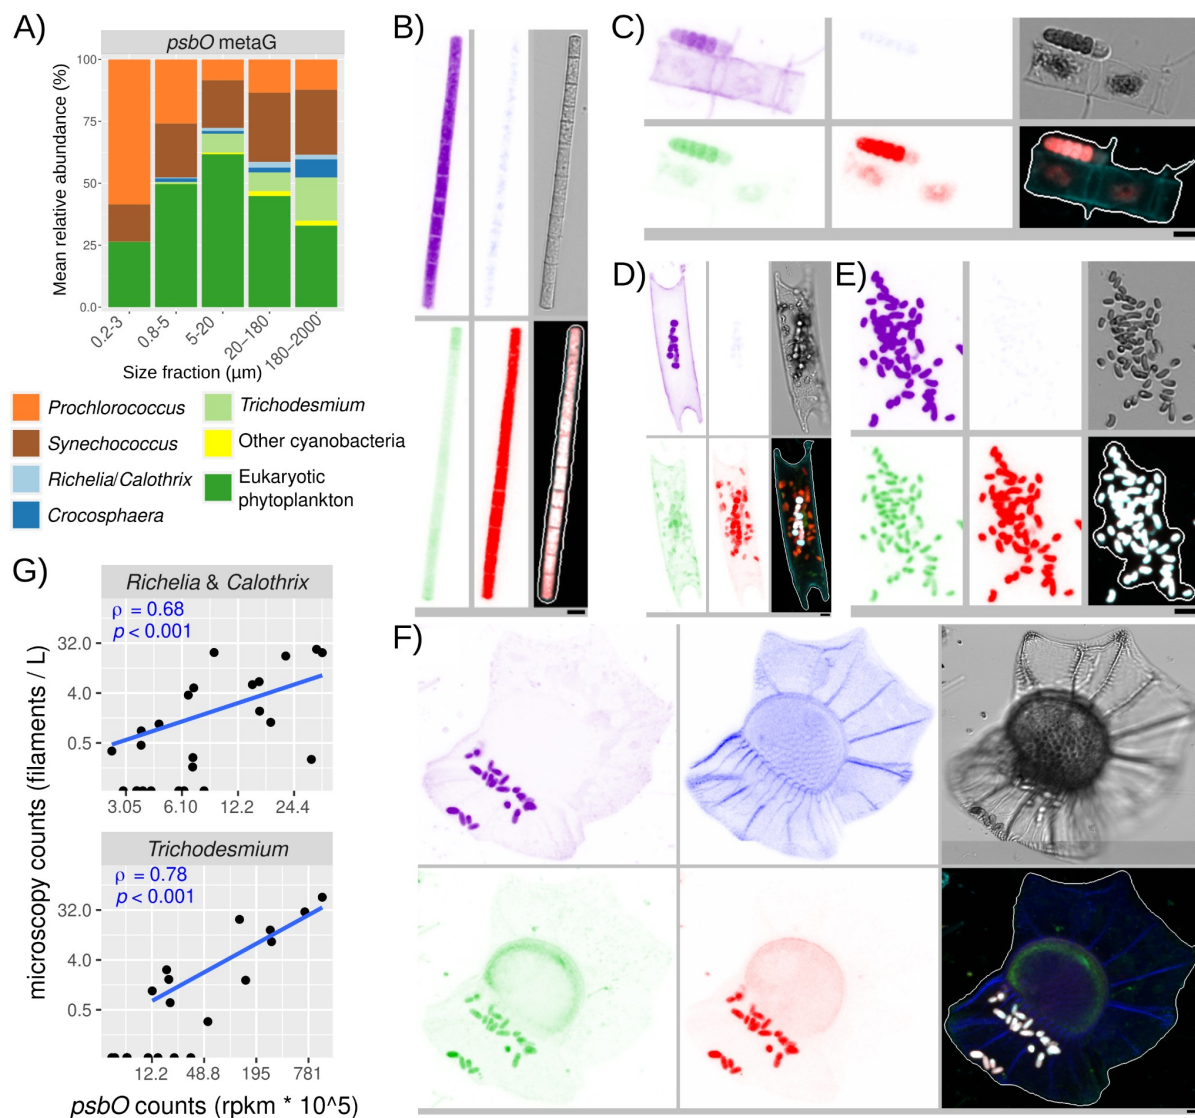 A)
psbO metaG
Mean relative abundance (%)
100
75
50
25
0.0
0.2-3
0.8-5
5-20
20–180
180–2000
Size fraction (µm)
Prochlorococcus
Synechococcus
Richelia/Calothrix
Crocosphaera
Trichodesmium
Other cyanobacteria
Eukaryotic
phytoplankton
B)
C)
D)
E)
F)
G)
Richelia & Calothrix
ρ = 0.68
p < 0.001
32.0
4.0
0.5
3.05
6.10
12.2
24.4
Trichodesmium
ρ = 0.78
p < 0.001
32.0
4.0
0.5
12.2
48.8
195
781
microscopy counts (filaments / L)
psbO counts (rpkm * 10^5)